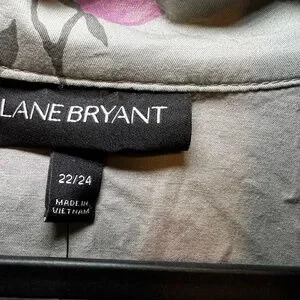 LANE BRYANT
22/24
MADE IN
VIETNAM